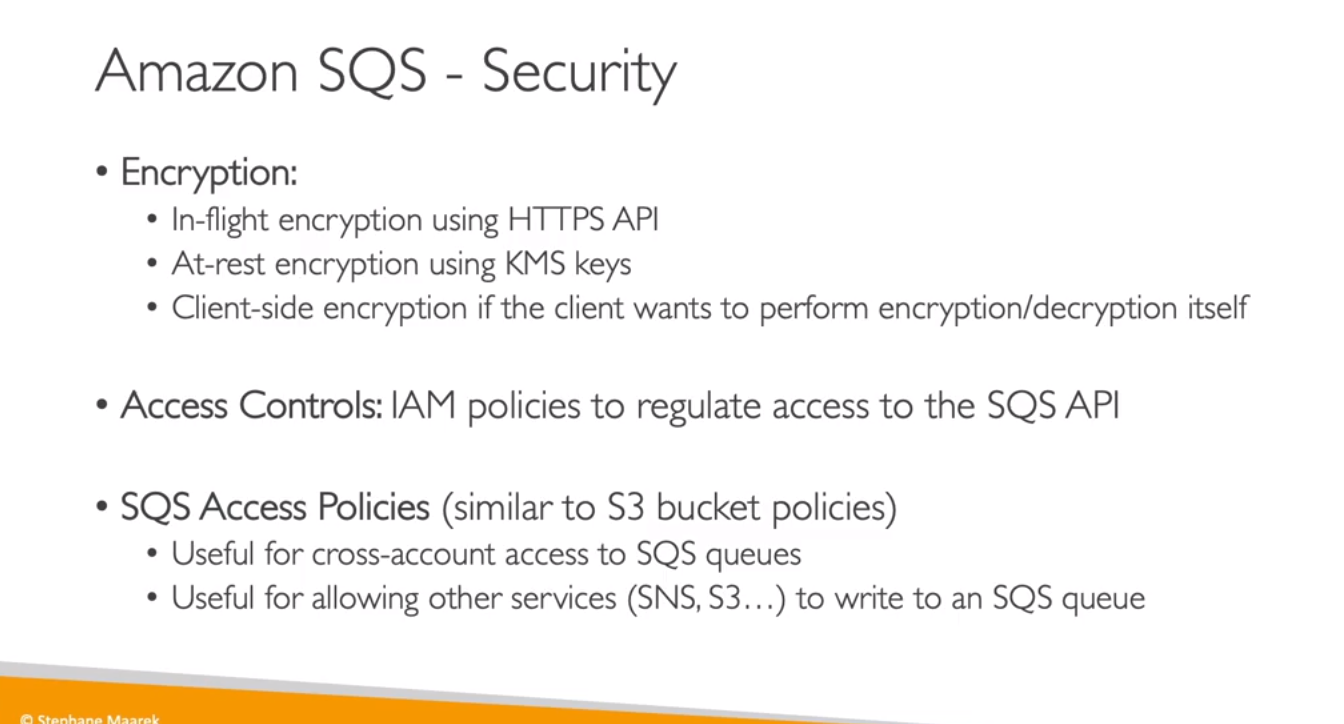 Amazon SQS - Security
• Encryption:
• In-flight encryption using HTTPS API
• At-rest encryption using KMS keys
• Client-side encryption if the client wants to perform encryption/decryption itself
• Access Controls: IAM policies to regulate access to the SQS API
• SQS Access Policies (similar to S3 bucket policies)
• Useful for cross-account access to SQS queues
• Useful for allowing other services (SNS, S3…) to write to an SQS queue
© Stephane Maarek